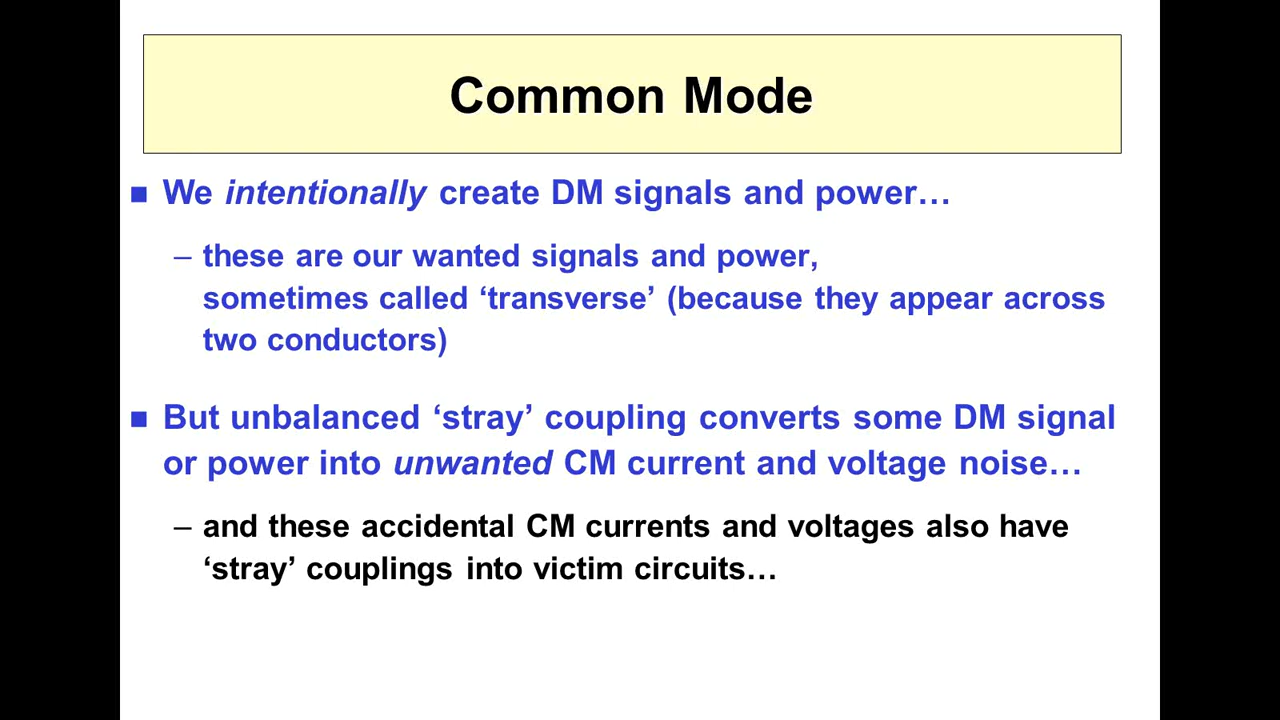 Common Mode
■ We intentionally create DM signals and power…
– these are our wanted signals and power,
sometimes called ‘transverse’ (because they appear across
two conductors)
■ But unbalanced ‘stray’ coupling converts some DM signal
or power into unwanted CM current and voltage noise…
– and these accidental CM currents and voltages also have
‘stray’ couplings into victim circuits…